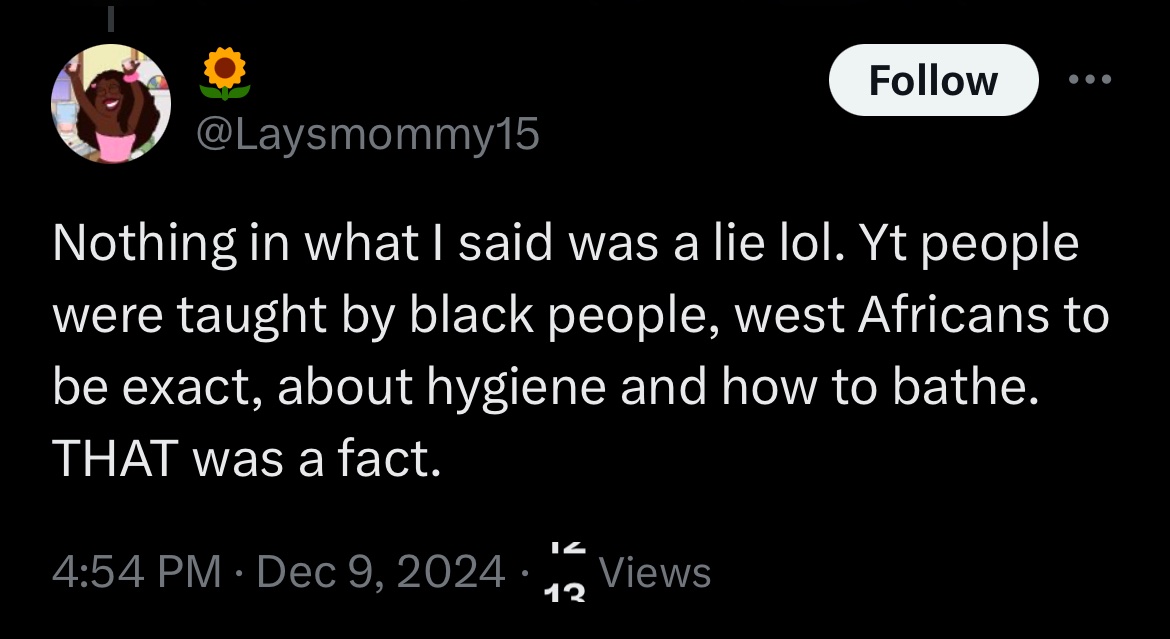 Follow
@Laysmommy15
Nothing in what I said was a lie lol. Yt people
were taught by black people, west Africans to
be exact, about hygiene and how to bathe.
THAT was a fact.
4:54 PM · Dec 9, 2024 · Views